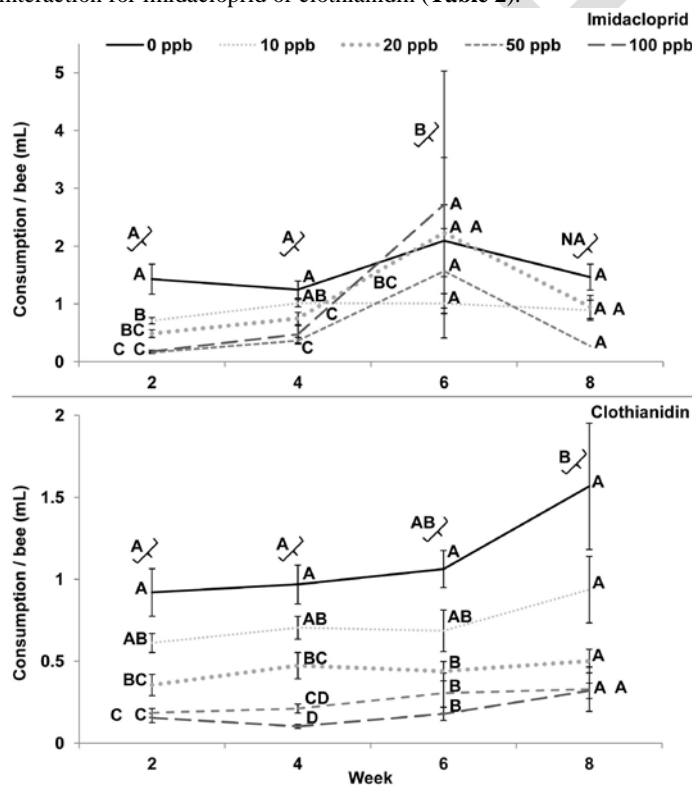 interaction for Imidacloprid or clothianidin (Table 2).
Imidacloprid
0 ppb 10 ppb 20 ppb 50 ppb 100 ppb
Consumption / bee (mL)
5
4
3
2
1
0
B
A A NA
A A A A A A
B AB BC A A A
BC C A
C C C A
2 4 6 8
Clothianidin
Consumption / bee (mL)
2
1.5
1
0.5
0
B
AB
A A
A A A A
AB AB AB A
BC BC B A
C C CD B A A
D B
2 4 6 8
Week